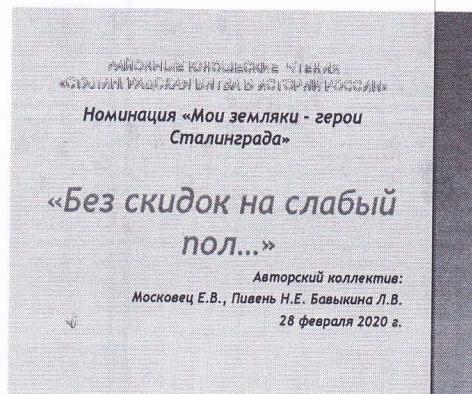 РАЙОННЫЕ ЮНОШЕСКИЕ ЧТЕНИЯ
«СТАЛИНГРАДСКАЯ БИТВА В ИСТОРИИ РОССИИ»
Номинация «Мои земляки - герои
Сталинграда»
«Без скидок на слабый
пол...»
Авторский коллектив:
Московец Е.В., Пивень Н.Е. Бавыкина Л.В.
28 февраля 2020 г.